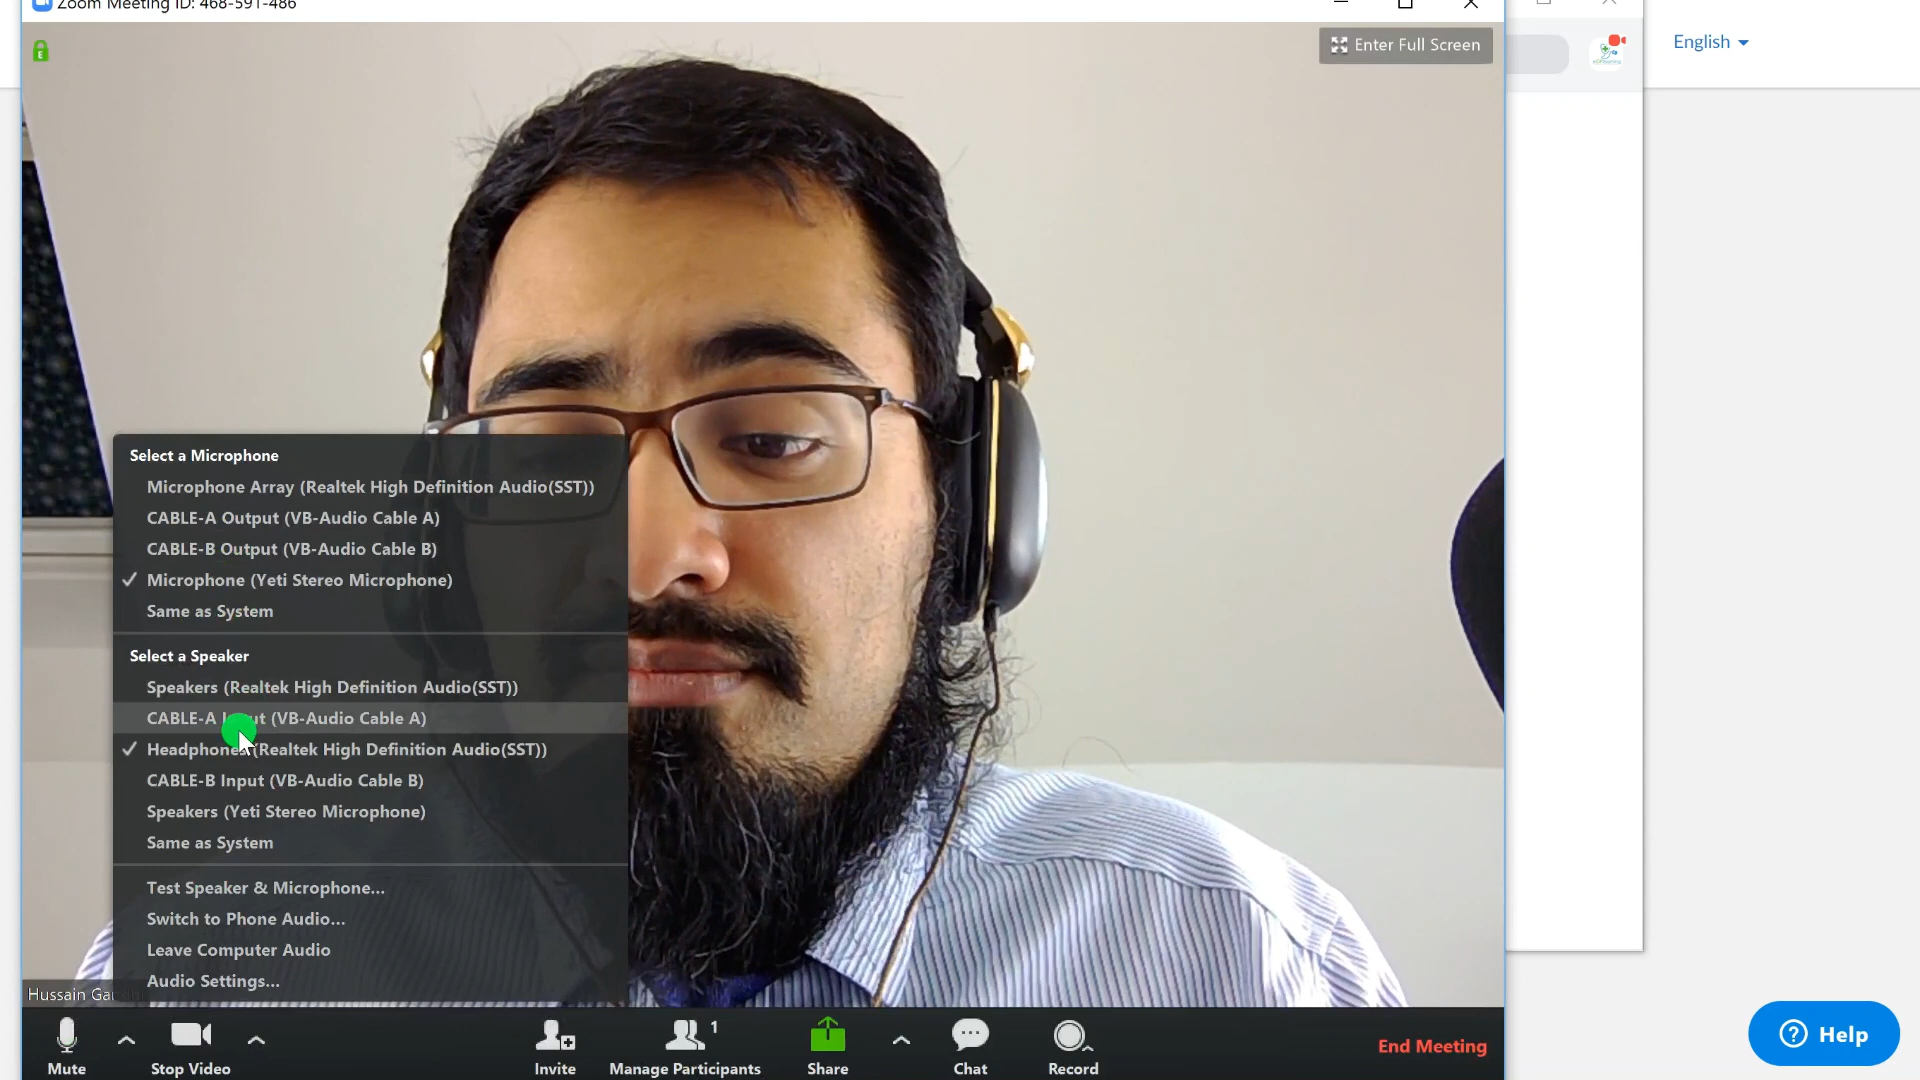 Zoom Meeting ID: 468-591-486
Enter Full Screen
English
Select a Microphone
Microphone Array (Realtek High Definition Audio(SST))
CABLE-A Output (VB-Audio Cable A)
CABLE-B Output (VB-Audio Cable B)
✓ Microphone (Yeti Stereo Microphone)
Same as System
Select a Speaker
Speakers (Realtek High Definition Audio(SST))
CABLE-A Input (VB-Audio Cable A)
✓ Headphones (Realtek High Definition Audio(SST))
CABLE-B Input (VB-Audio Cable B)
Speakers (Yeti Stereo Microphone)
Same as System
Test Speaker & Microphone...
Switch to Phone Audio...
Leave Computer Audio
Audio Settings...
Hussain
Mute
Stop Video
Invite
1
Manage Participants
Share
Chat
Record
End Meeting
Help